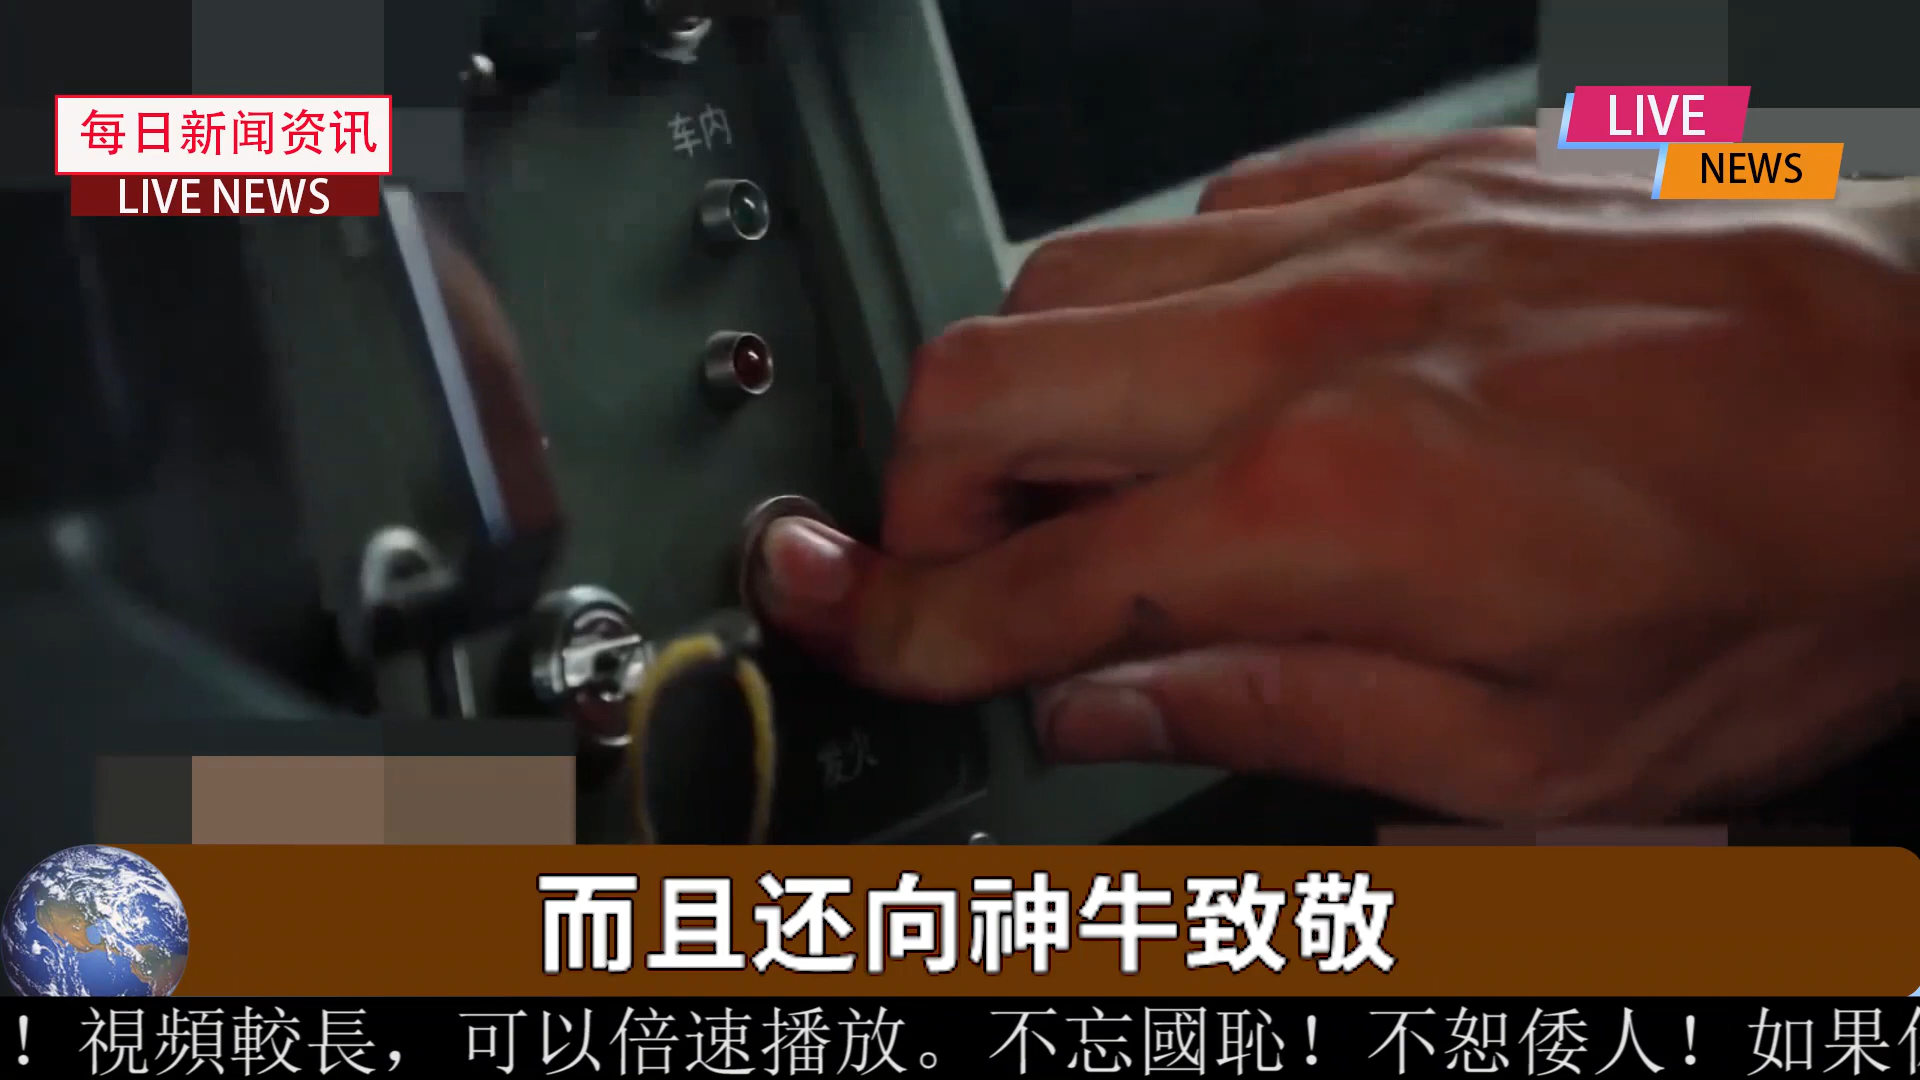 每日新闻资讯
LIVE NEWS
LIVE
NEWS
车内
发火
而且还向神牛致敬
！視頻較長，可以倍速播放。不忘國恥！不恕倭人！如果